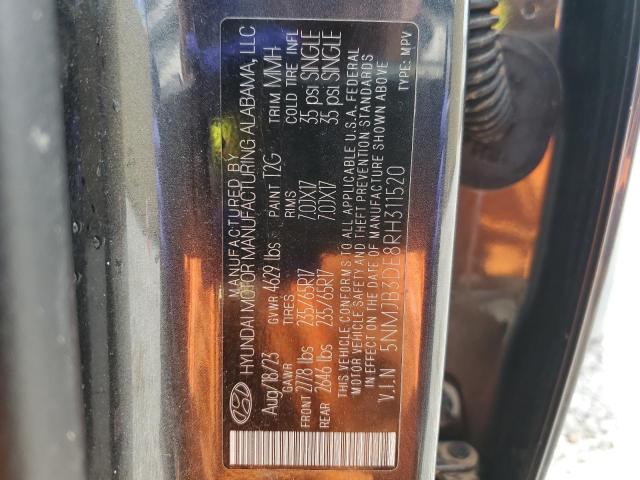 MANUFACTURED BY
HYUNDAI MOTOR MANUFACTURING ALABAMA, LLC
Aug/18/23 GVWR 4629 lbs PAINT T2G TRIM MMH
GAWR TIRES RIMS COLD TIRE INFL
FRONT 2778 lbs 235/65R17 7.0JX17 35 psi SINGLE
REAR 2646 lbs 235/65R17 7.0JX17 35 psi SINGLE
THIS VEHICLE CONFORMS TO ALL APPLICABLE U.S.A. FEDERAL
MOTOR VEHICLE SAFETY AND THEFT PREVENTION STANDARDS
IN EFFECT ON THE DATE OF MANUFACTURE SHOWN ABOVE
V.I.N 5NMJB3DE8RH311520 TYPE: MPV